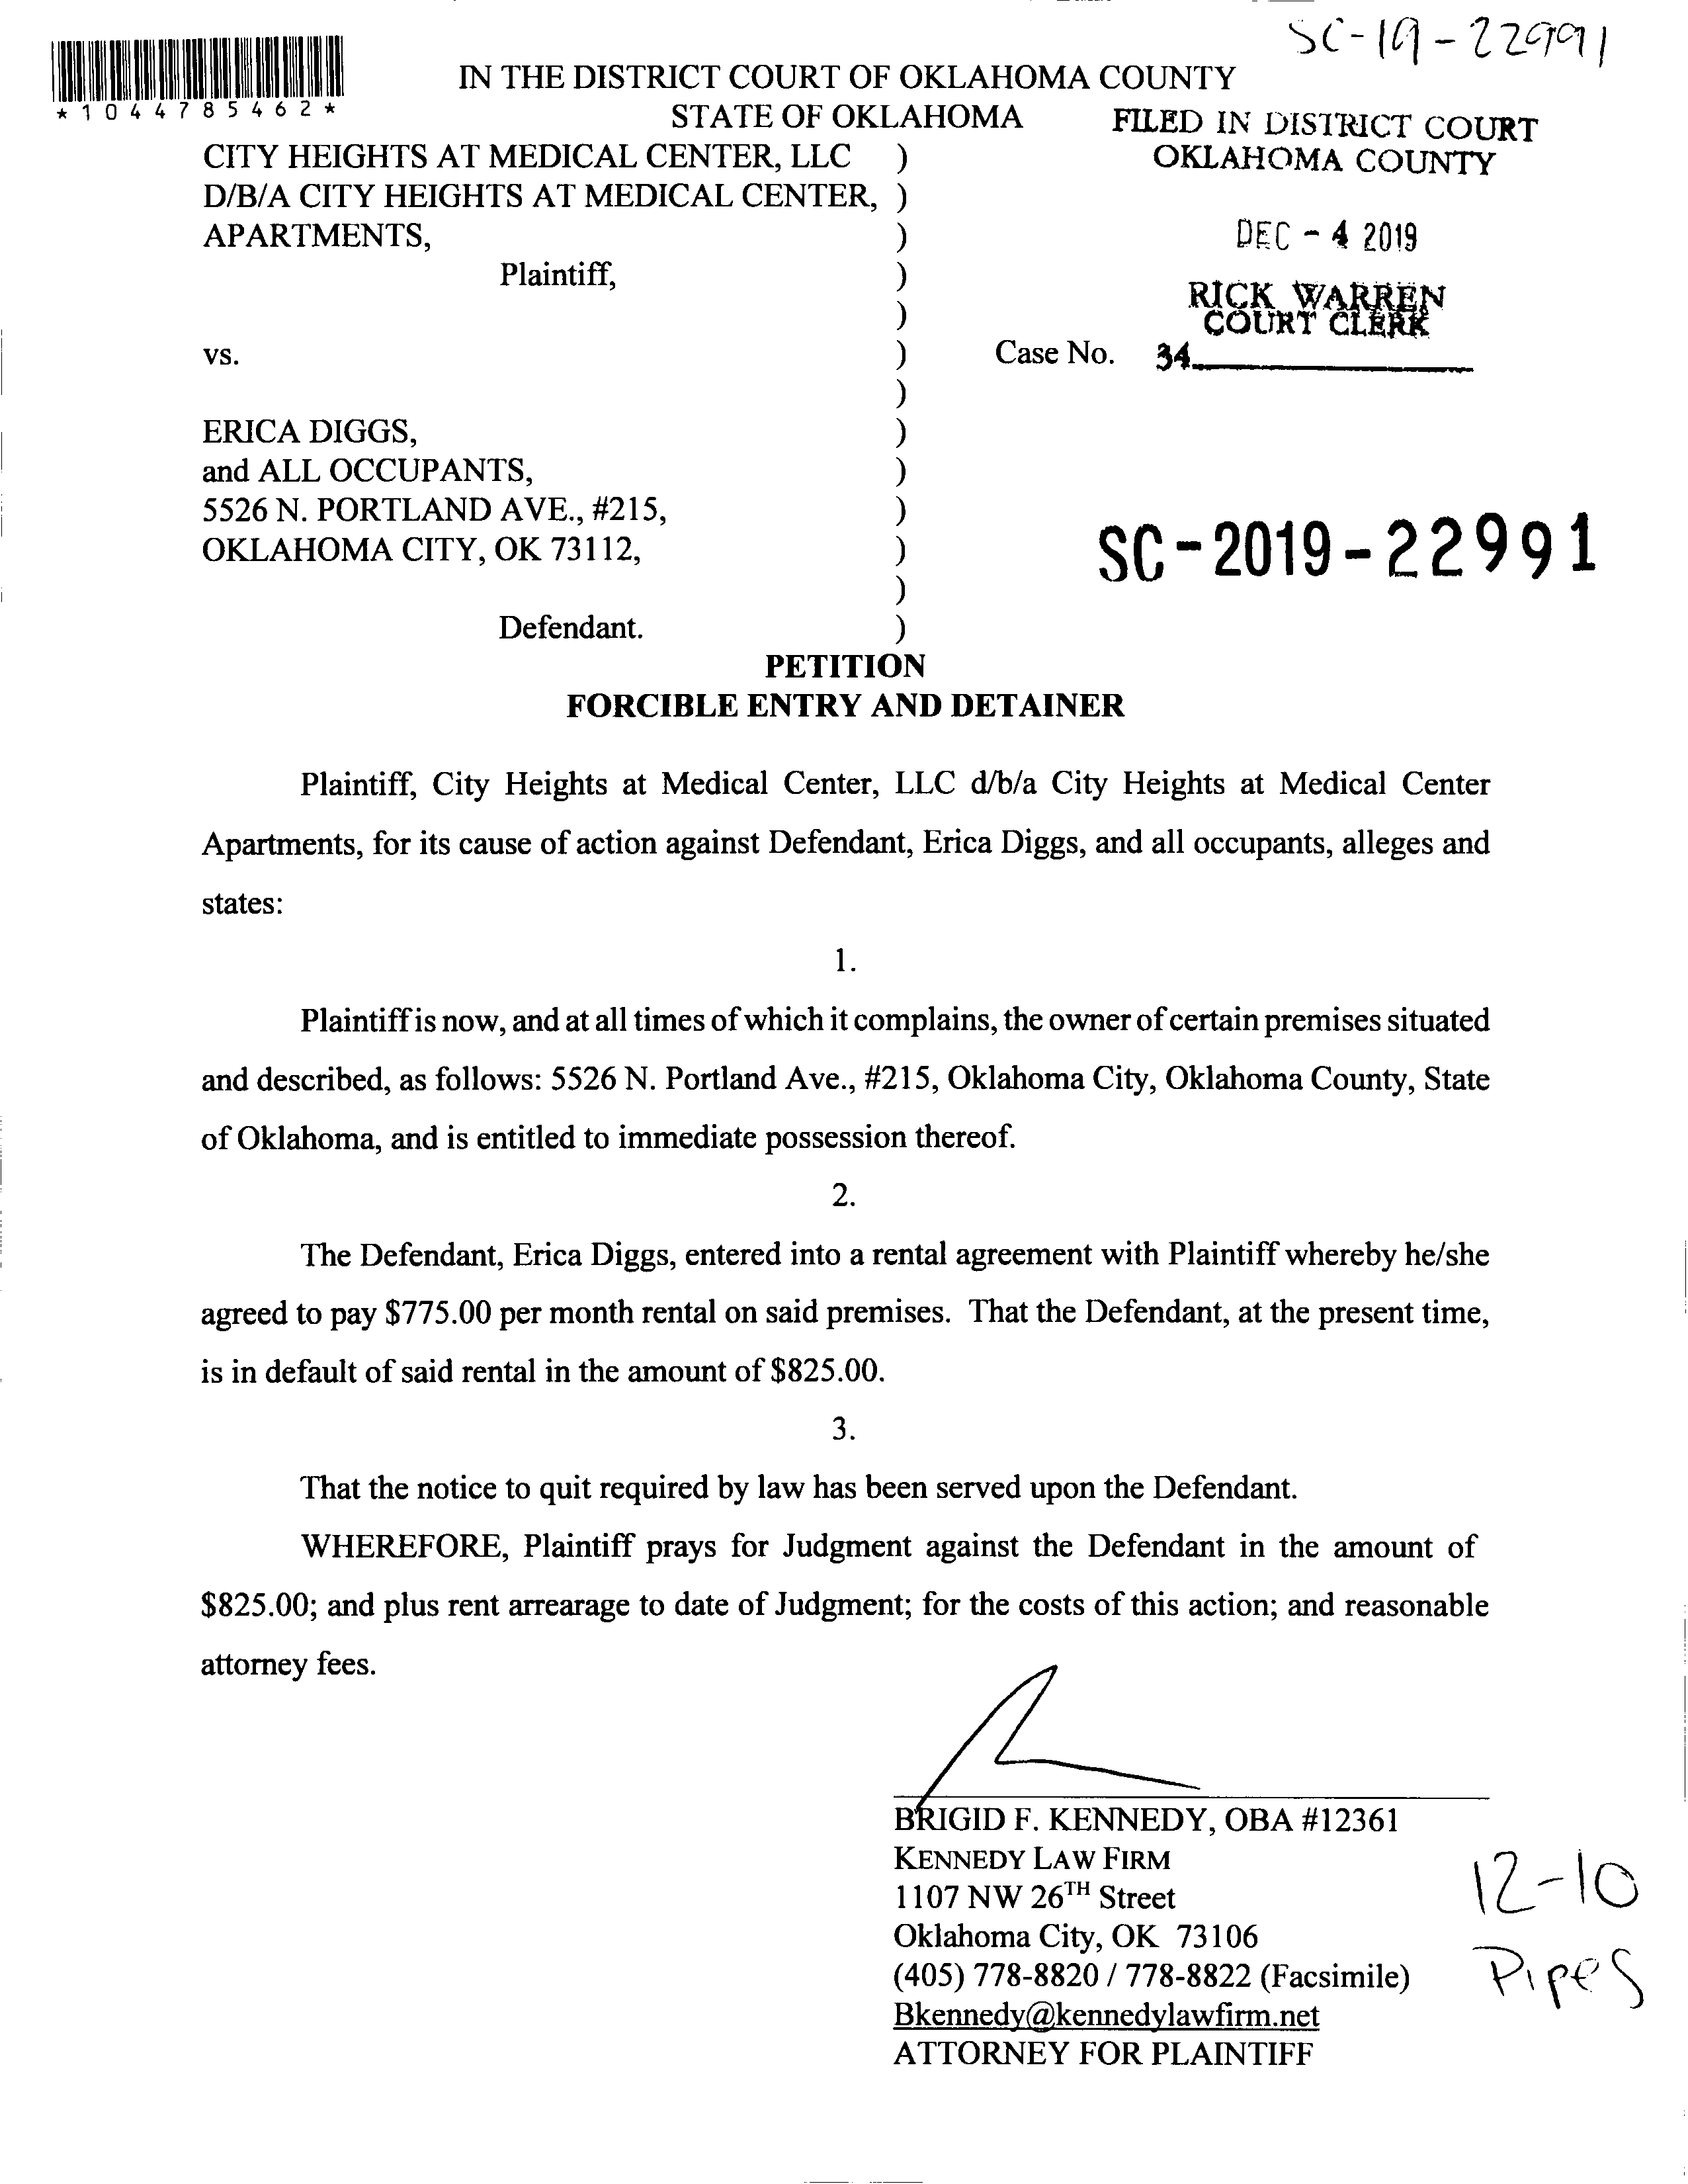 SC-19-22991
*1044785462*
IN THE DISTRICT COURT OF OKLAHOMA COUNTY
STATE OF OKLAHOMA
FILED IN DISTRICT COURT
OKLAHOMA COUNTY
DEC - 4 2019
RICK WARREN
COURT CLERK
34
CITY HEIGHTS AT MEDICAL CENTER, LLC )
D/B/A CITY HEIGHTS AT MEDICAL CENTER, )
APARTMENTS, )
Plaintiff, )
)
vs. ) Case No.
)
ERICA DIGGS, )
and ALL OCCUPANTS, )
5526 N. PORTLAND AVE., #215, )
OKLAHOMA CITY, OK 73112, )
)
Defendant. )
SC-2019-22991
PETITION
FORCIBLE ENTRY AND DETAINER
Plaintiff, City Heights at Medical Center, LLC d/b/a City Heights at Medical Center
Apartments, for its cause of action against Defendant, Erica Diggs, and all occupants, alleges and
states:
1.
Plaintiff is now, and at all times of which it complains, the owner of certain premises situated
and described, as follows: 5526 N. Portland Ave., #215, Oklahoma City, Oklahoma County, State
of Oklahoma, and is entitled to immediate possession thereof.
2.
The Defendant, Erica Diggs, entered into a rental agreement with Plaintiff whereby he/she
agreed to pay $775.00 per month rental on said premises. That the Defendant, at the present time,
is in default of said rental in the amount of $825.00.
3.
That the notice to quit required by law has been served upon the Defendant.
WHEREFORE, Plaintiff prays for Judgment against the Defendant in the amount of
$825.00; and plus rent arrearage to date of Judgment; for the costs of this action; and reasonable
attorney fees.
BRIGID F. KENNEDY, OBA #12361
KENNEDY LAW FIRM
1107 NW 26TH Street
Oklahoma City, OK 73106
(405) 778-8820 / 778-8822 (Facsimile)
Bkennedy@kennedylawfirm.net
ATTORNEY FOR PLAINTIFF
12-10
Pipes